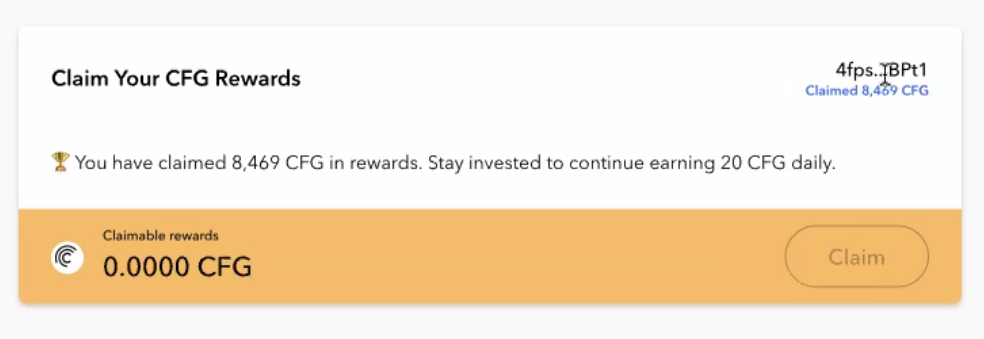 Claim Your CFG Rewards
4fps...BPt1
Claimed 8,469 CFG
🏆 You have claimed 8,469 CFG in rewards. Stay invested to continue earning 20 CFG daily.
Claimable rewards
0.0000 CFG
Claim